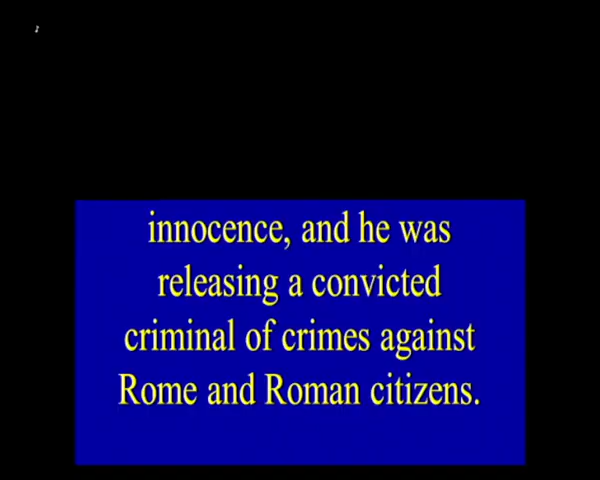 innocence, and he was
releasing a convicted
criminal of crimes against
Rome and Roman citizens.